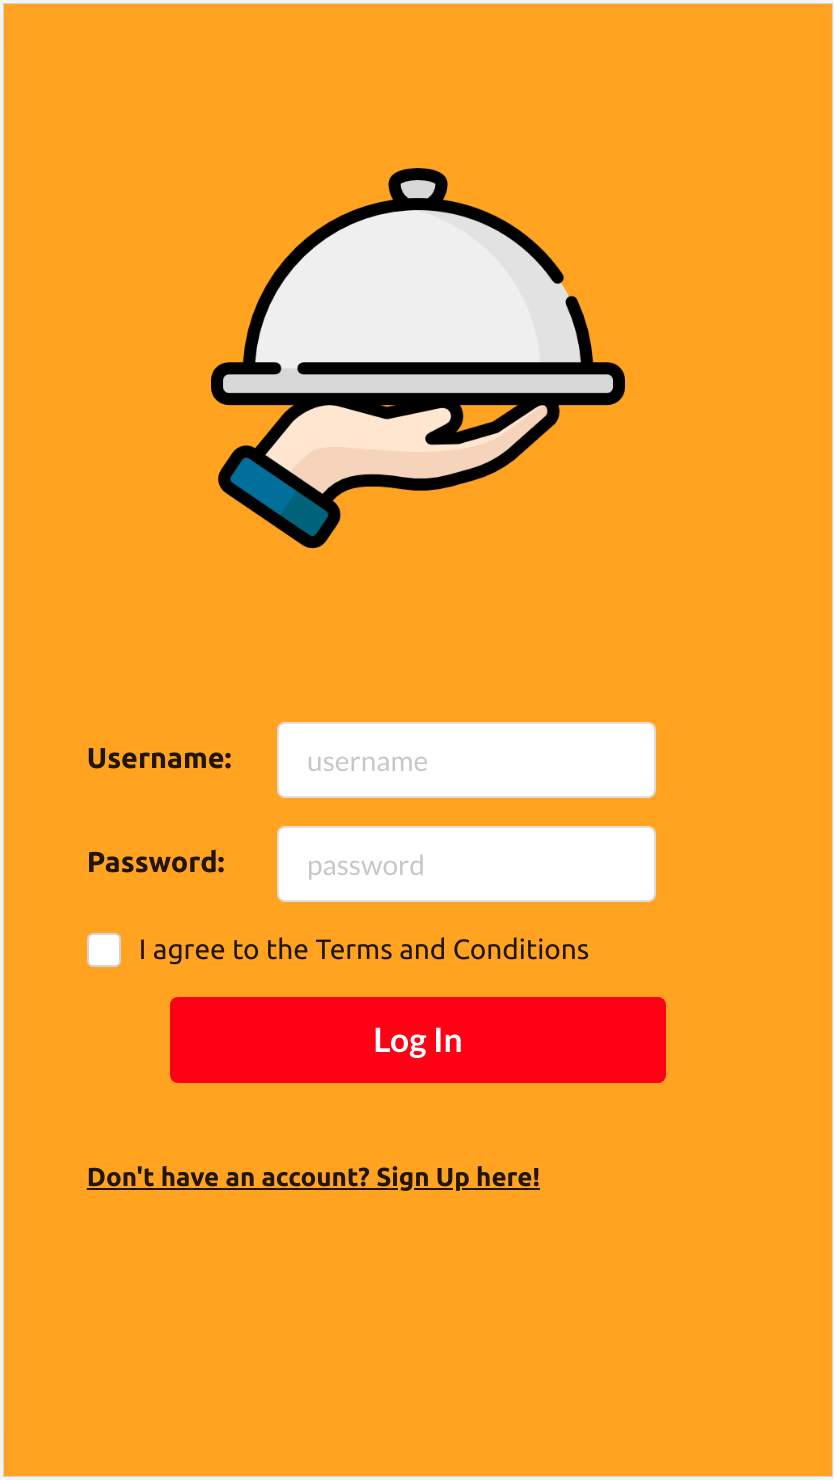 Username:
username
Password:
password
I agree to the Terms and Conditions
Log In
Don't have an account? Sign Up here!